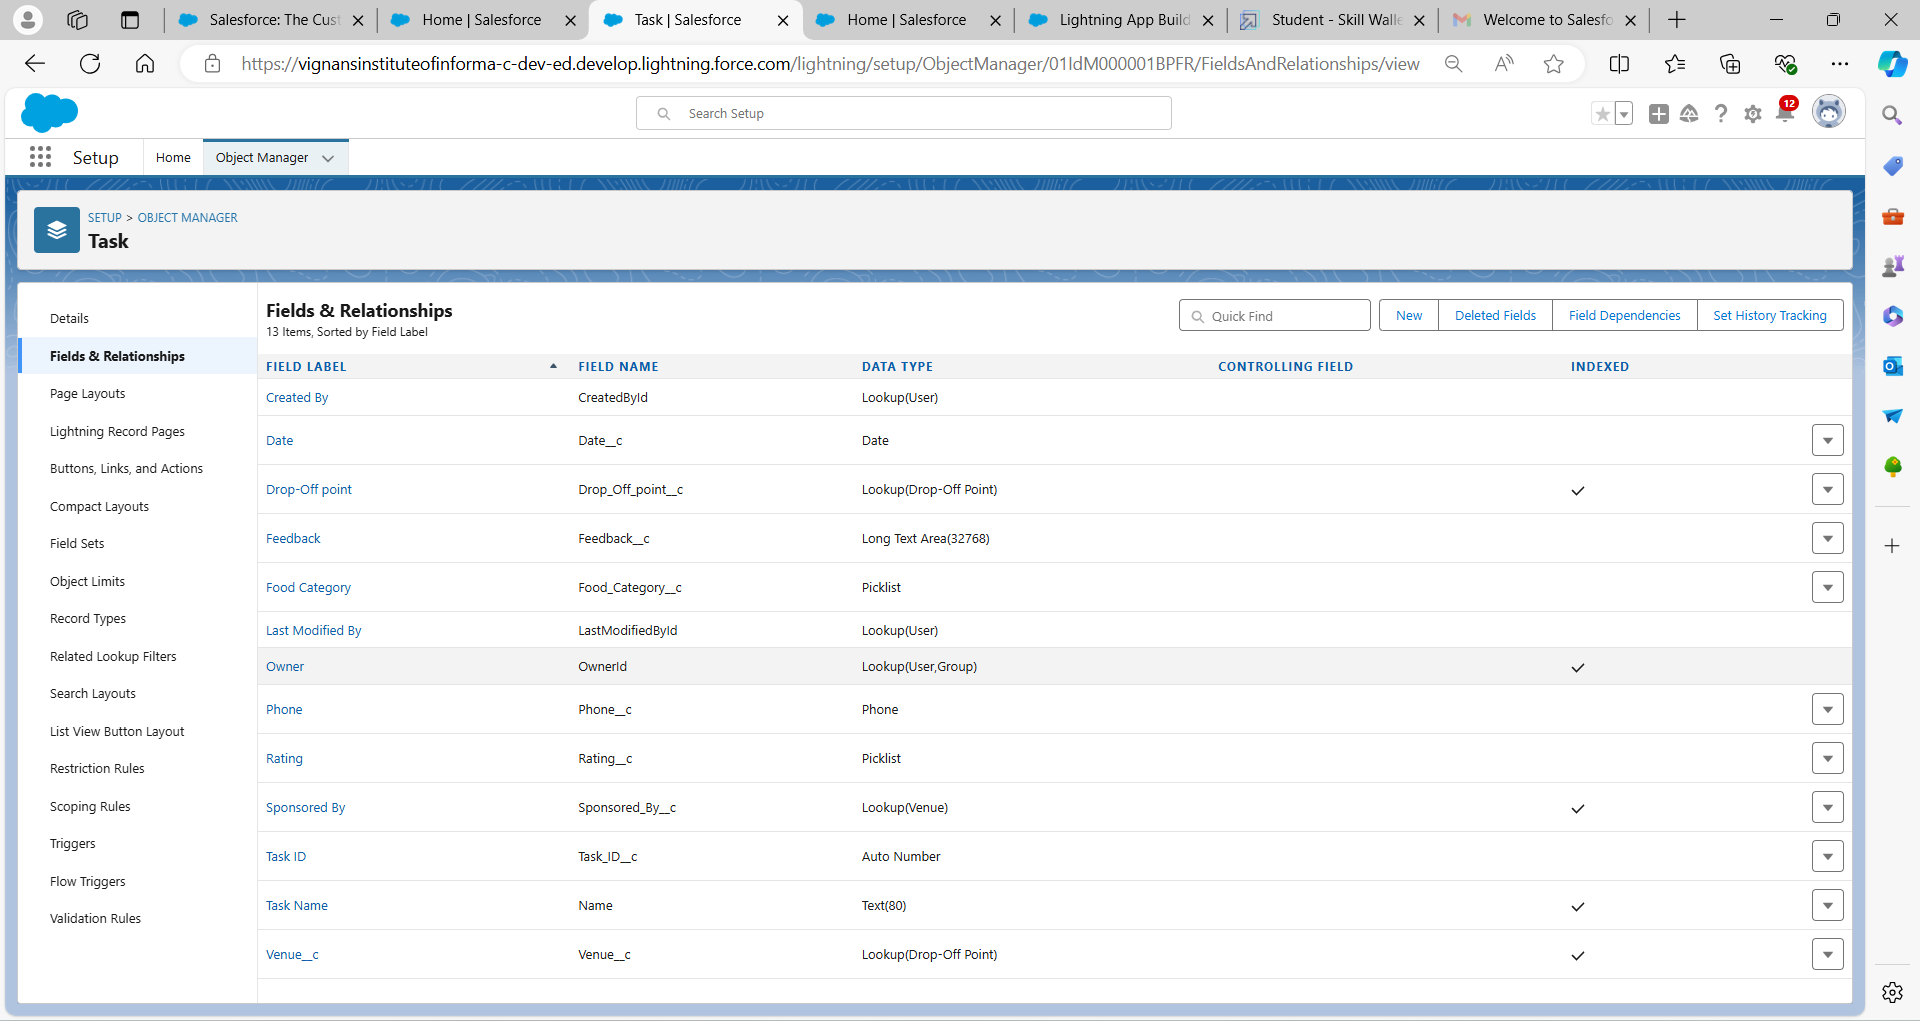 Salesforce: The Cust
Home | Salesforce
Task | Salesforce
Home | Salesforce
Lightning App Build
Student - Skill Walle
Welcome to Salesfo
https://vignansinstituteofinforma-c-dev-ed.develop.lightning.force.com/lightning/setup/ObjectManager/01IdM000001BPFR/FieldsAndRelationships/view
Search Setup
12
Setup
Home
Object Manager
SETUP > OBJECT MANAGER
Task
Details
Fields & Relationships
Page Layouts
Lightning Record Pages
Buttons, Links, and Actions
Compact Layouts
Field Sets
Object Limits
Record Types
Related Lookup Filters
Search Layouts
List View Button Layout
Restriction Rules
Scoping Rules
Triggers
Flow Triggers
Validation Rules
Fields & Relationships
13 Items, Sorted by Field Label
Quick Find
New
Deleted Fields
Field Dependencies
Set History Tracking
FIELD LABEL FIELD NAME DATA TYPE CONTROLLING FIELD INDEXED
Created By CreatedById Lookup(User)
Date Date__c Date
Drop-Off point Drop_Off_point__c Lookup(Drop-Off Point)
Feedback Feedback__c Long Text Area(32768)
Food Category Food_Category__c Picklist
Last Modified By LastModifiedById Lookup(User)
Owner OwnerId Lookup(User,Group)
Phone Phone__c Phone
Rating Rating__c Picklist
Sponsored By Sponsored_By__c Lookup(Venue)
Task ID Task_ID__c Auto Number
Task Name Name Text(80)
Venue__c Venue__c Lookup(Drop-Off Point)